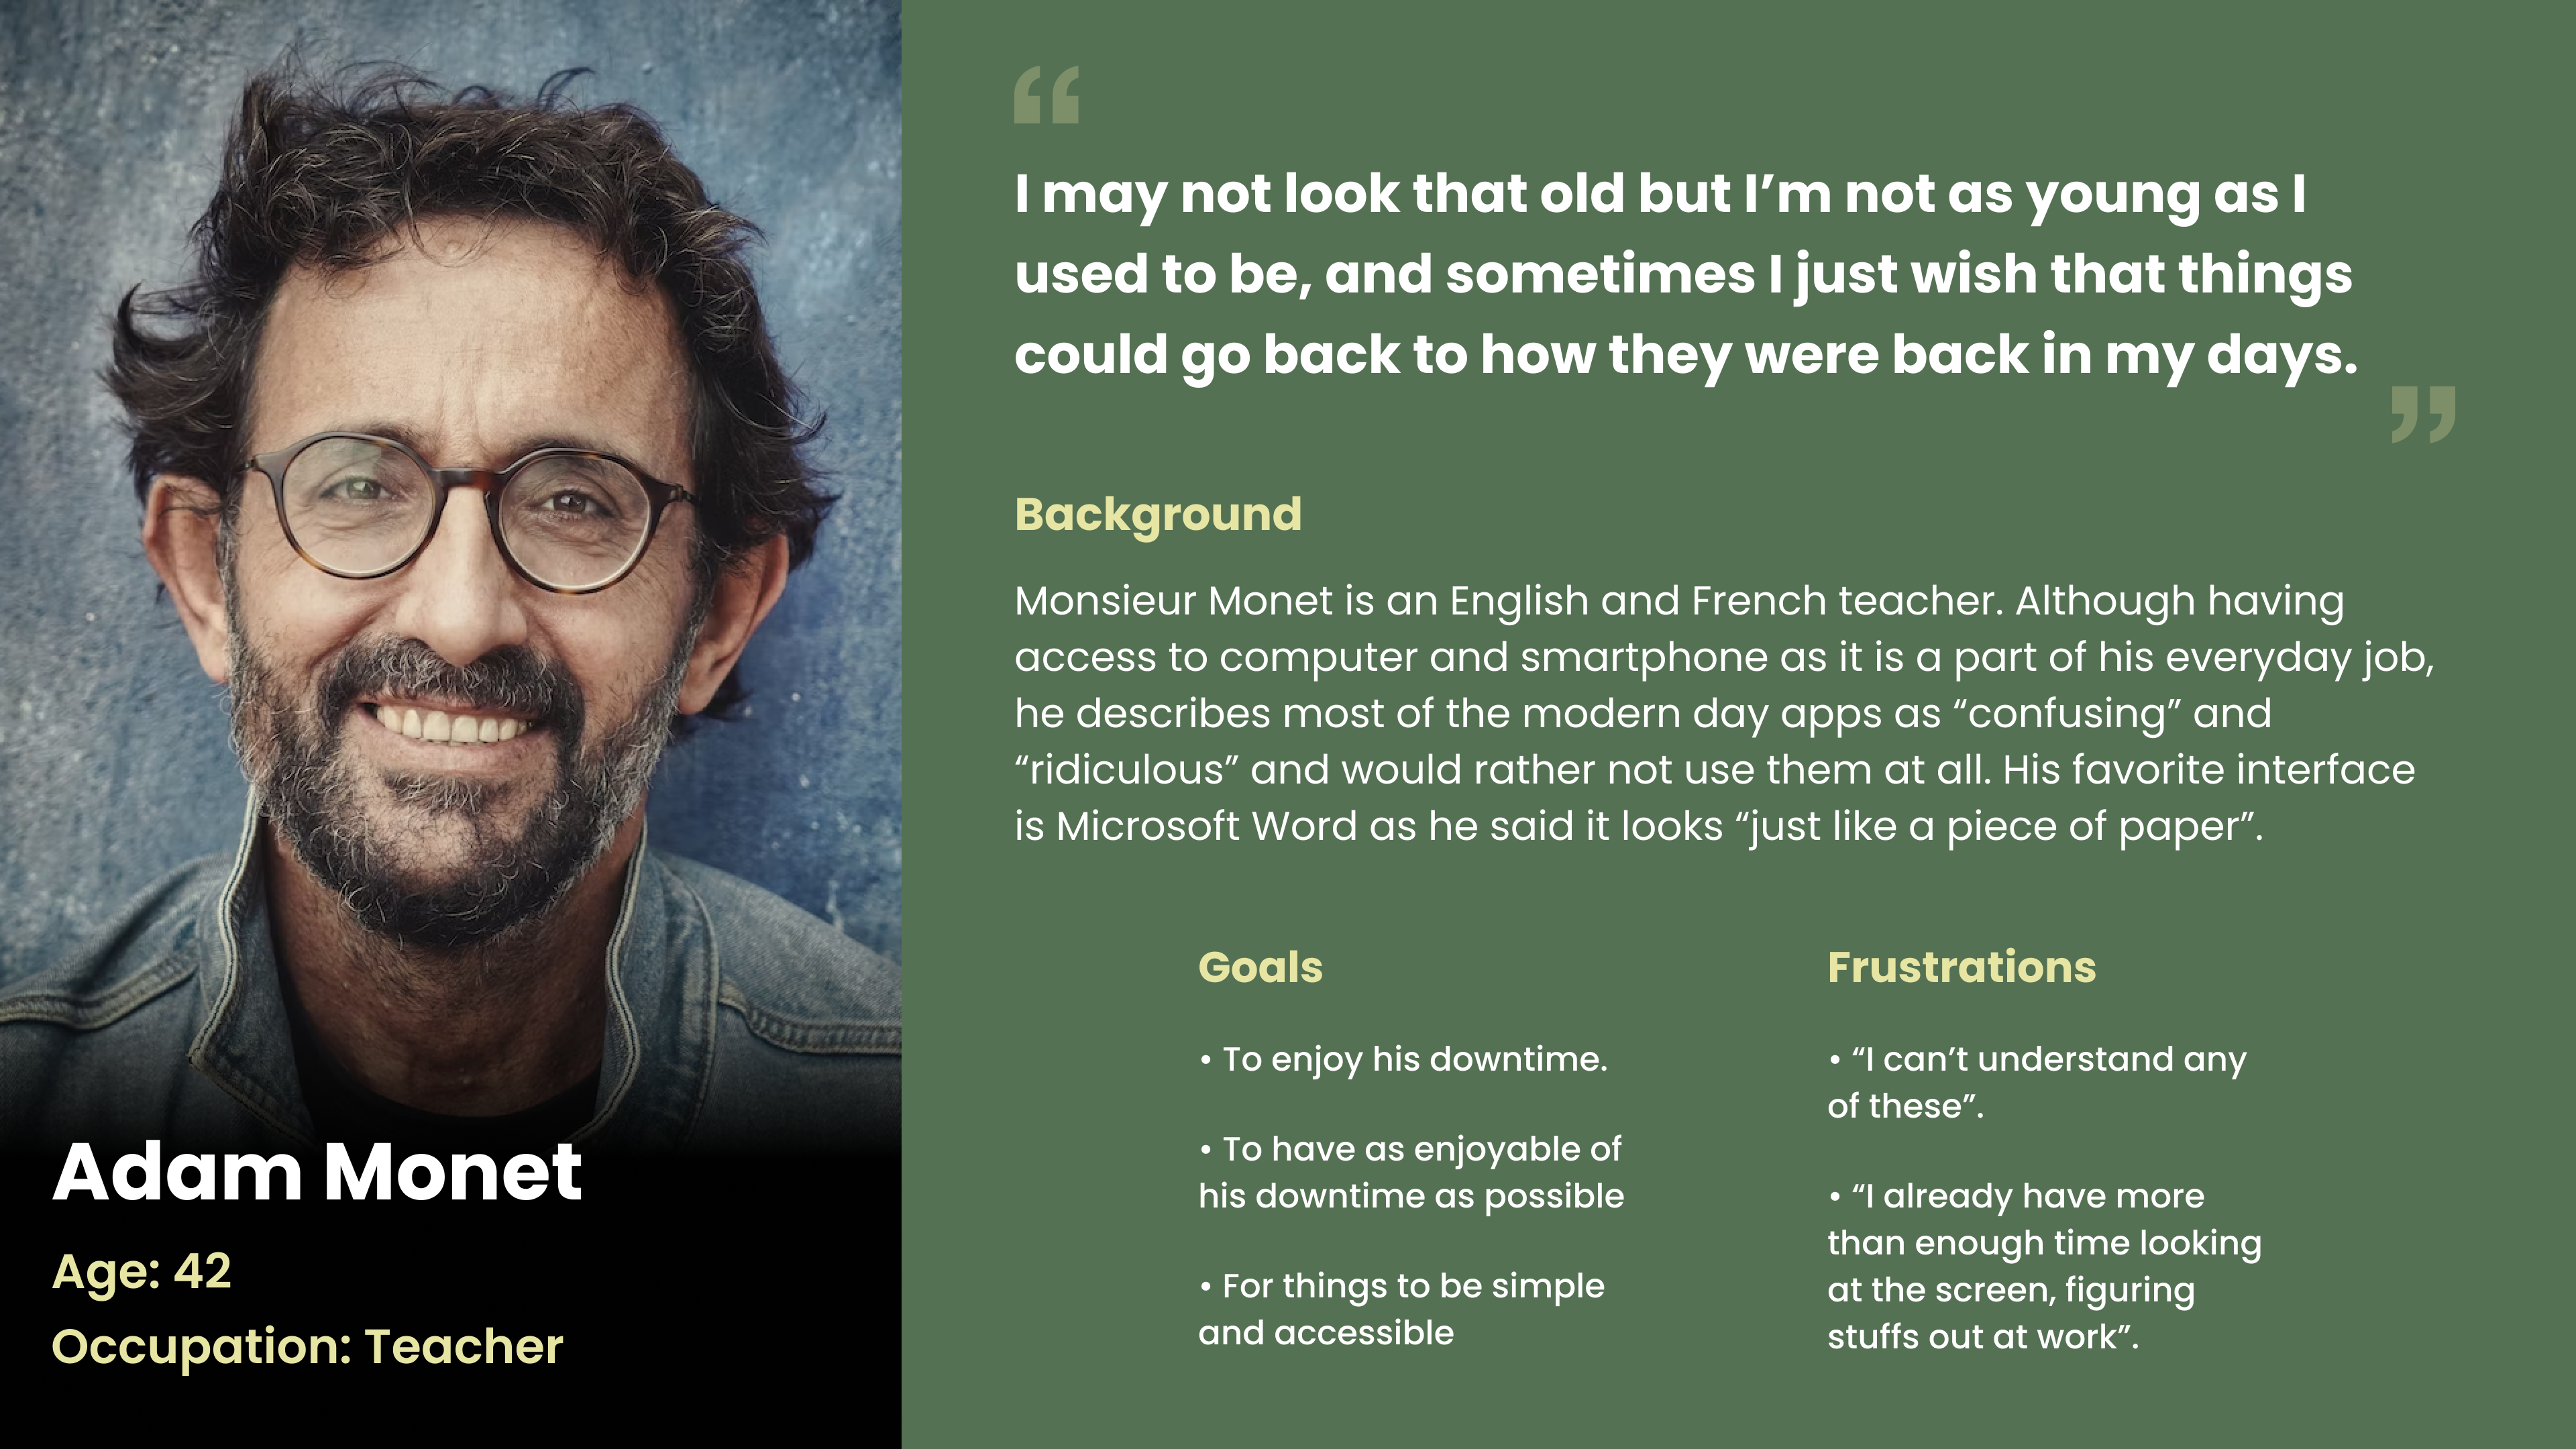 “
I may not look that old but I’m not as young as I
used to be, and sometimes I just wish that things
could go back to how they were back in my days.
”
Background
Monsieur Monet is an English and French teacher. Although having
access to computer and smartphone as it is a part of his everyday job,
he describes most of the modern day apps as “confusing” and
“ridiculous” and would rather not use them at all. His favorite interface
is Microsoft Word as he said it looks “just like a piece of paper”.
Goals
• To enjoy his downtime.
• To have as enjoyable of
his downtime as possible
• For things to be simple
and accessible
Frustrations
• “I can’t understand any
of these”.
• “I already have more
than enough time looking
at the screen, figuring
stuffs out at work”.
Adam Monet
Age: 42
Occupation: Teacher